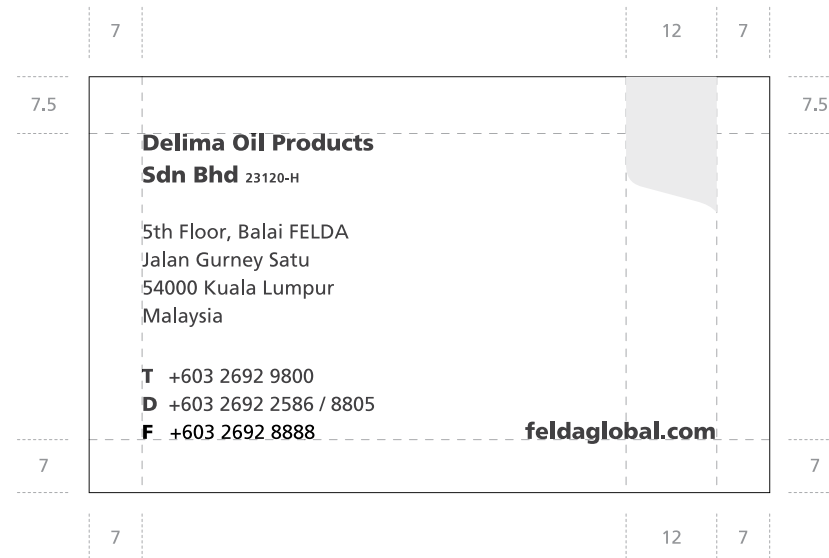 7 12 7
7.5 7.5
Delima Oil Products
Sdn Bhd 23120-H
5th Floor, Balai FELDA
Jalan Gurney Satu
54000 Kuala Lumpur
Malaysia
T +603 2692 9800
D +603 2692 2586 / 8805
F +603 2692 8888 feldaglobal.com
7 7
7 12 7